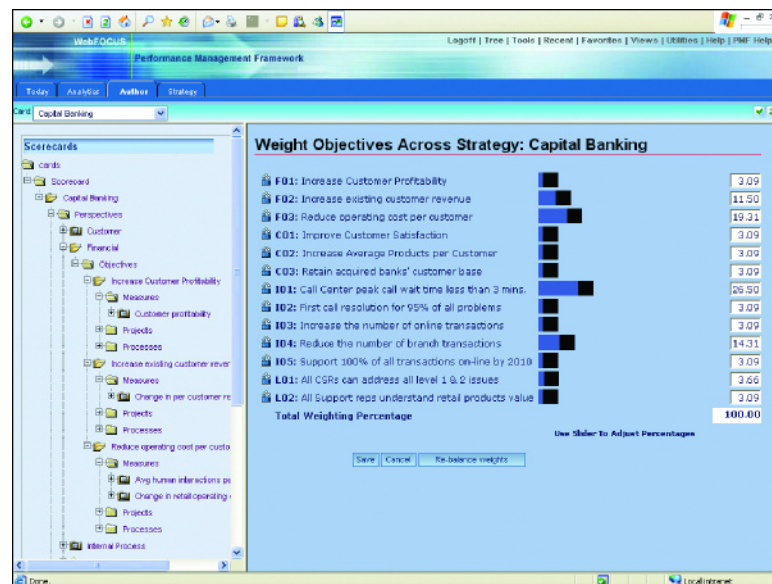 WebFOCUS
Logoff | Tree | Tools | Recent | Favorites | Views | Utilities | Help | PMF Help
Performance Management Framework
Today Analytics Author Strategy
Card Capital Banking
Scorecards
cards
Scorecard
Capital Banking
Perspectives
Customer
Financial
Objectives
Increase Customer Profitability
Measures
Customer profitability
Projects
Processes
Increase existing customer rever
Measures
Change in per customer re
Projects
Processes
Reduce operating cost per custo
Measures
Avg human interactions pe
Change in retail operating
Projects
Processes
Internal Process
Weight Objectives Across Strategy: Capital Banking
F01: Increase Customer Profitability 3.09
F02: Increase existing customer revenue 11.50
F03: Reduce operating cost per customer 19.31
C01: Improve Customer Satisfaction 3.09
C02: Increase Average Products per Customer 3.09
C03: Retain acquired banks' customer base 3.09
I01: Call Center peak call wait time less than 3 mins. 26.50
I02: First call resolution for 95% of all problems 3.09
I03: Increase the number of online transactions 3.09
I04: Reduce the number of branch transactions 14.31
I05: Support 100% of all transactions on-line by 2010 3.09
L01: All CSRs can address all level 1 & 2 issues 3.66
L02: All Support reps understand retail products value 3.09
Total Weighting Percentage 100.00
Use Slider To Adjust Percentages
Save Cancel Re-balance weights
Done. Local intranet